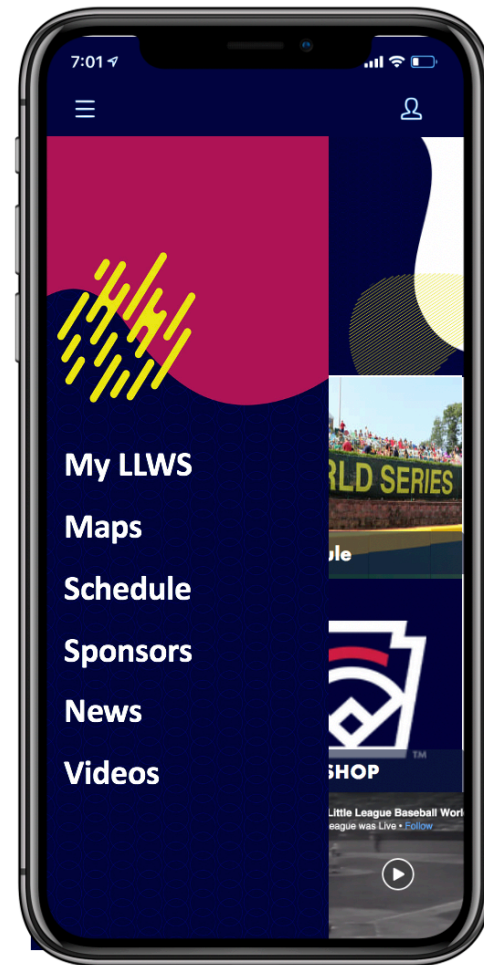 7:01
My LLWS
Maps
Schedule
Sponsors
News
Videos
RLD SERIES
ule
TM
SHOP
Little League Baseball Worl
eague was Live • Follow